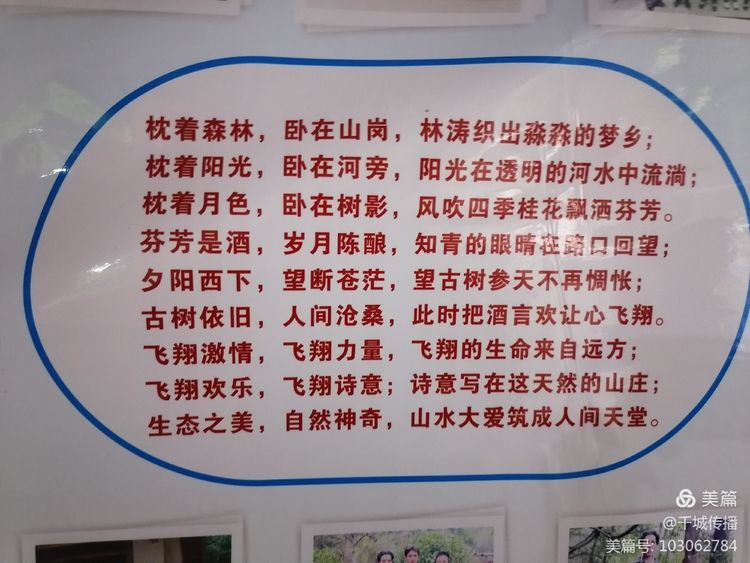 枕着森林，卧在山岗，林涛织出淼淼的梦乡；
枕着阳光，卧在河旁，阳光在透明的河水中流淌；
枕着月色，卧在树影，风吹四季桂花飘洒芬芳。
芬芳是酒，岁月陈酿，知青的眼睛在路口回望；
夕阳西下，望断苍茫，望古树参天不再惆怅；
古树依旧，人间沧桑，此时把酒言欢让心飞翔。
飞翔激情，飞翔力量，飞翔的生命来自远方；
飞翔欢乐，飞翔诗意；诗意写在这天然的山庄；
生态之美，自然神奇，山水大爱筑成人间天堂。
美篇
@于城传播
美篇号: 103062784